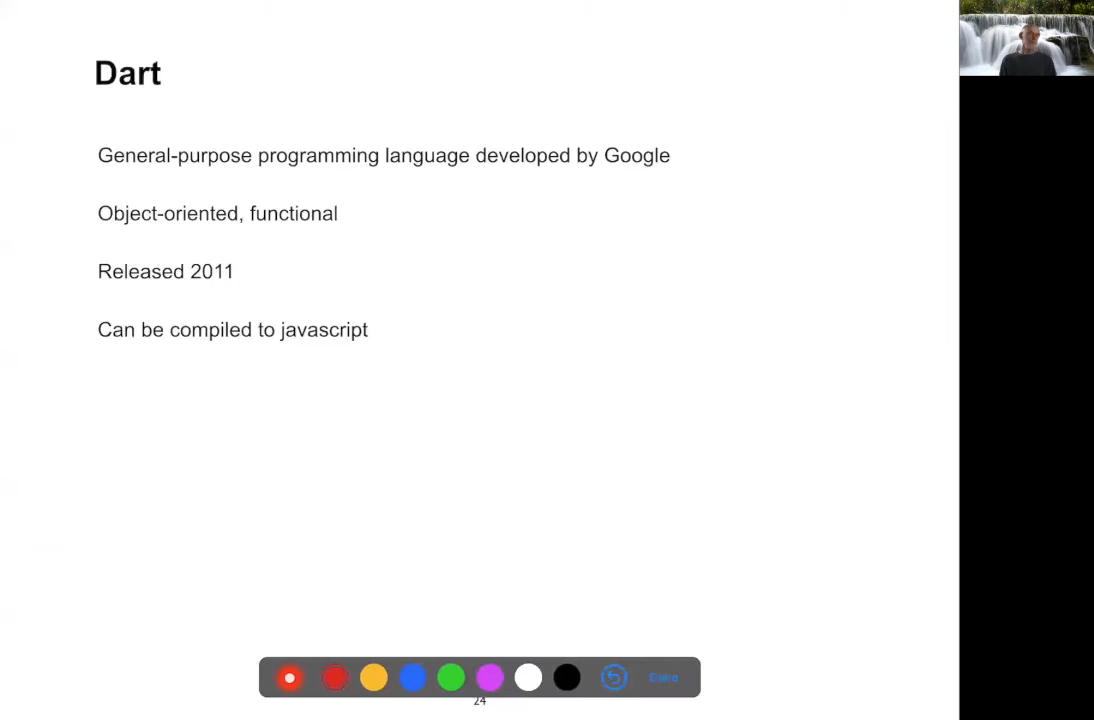 Dart
General-purpose programming language developed by Google
Object-oriented, functional
Released 2011
Can be compiled to javascript
24